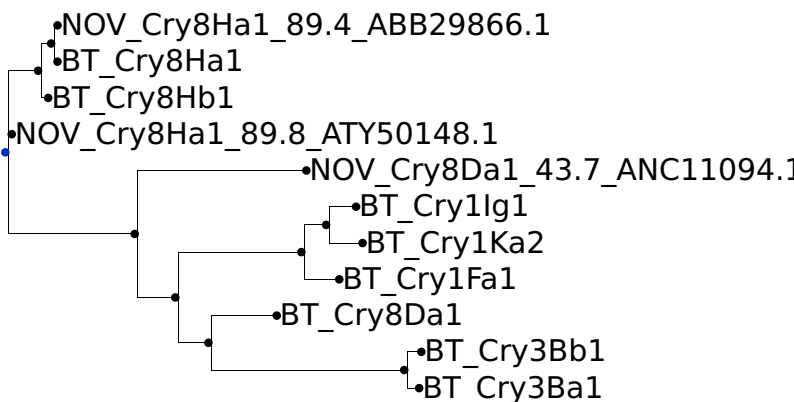 NOV_Cry8Ha1_89.4_ABB29866.1
BT_Cry8Ha1
BT_Cry8Hb1
NOV_Cry8Ha1_89.8_ATY50148.1
NOV_Cry8Da1_43.7_ANC11094.1
BT_Cry1Ig1
BT_Cry1Ka2
BT_Cry1Fa1
BT_Cry8Da1
BT_Cry3Bb1
BT_Cry3Ba1